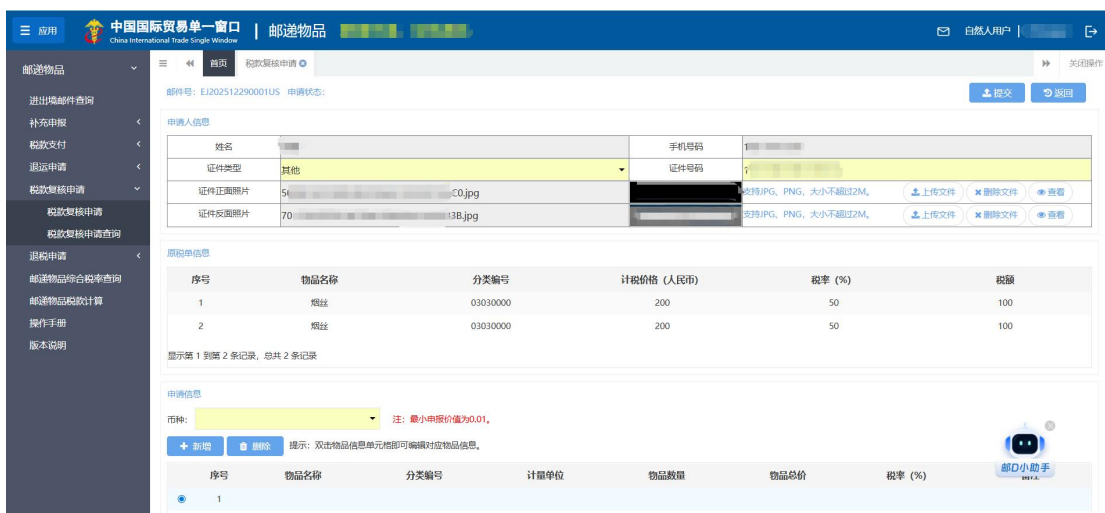 应用 中国国际贸易单一窗口 邮递物品 自然人用户
China International Trade Single Window
邮递物品 首页 税款复核申请 关闭操作
邮件号：EJ202512290001US 申请状态： 提交 返回
进出境邮件查询
补充申报
税款支付
退运申请
税款复核申请
税款复核申请
税款复核申请查询
退税申请
邮递物品综合税率查询
邮递物品税款计算
操作手册
版本说明
申请人信息
姓名 手机号码
证件类型 其他 证件号码
证件正面照片 C0.jpg 支持JPG，PNG，大小不超过2M。 上传文件 删除文件 查看
证件反面照片 70 3B.jpg 支持JPG，PNG，大小不超过2M。 上传文件 删除文件 查看
原税单信息
序号 物品名称 分类编号 计税价格（人民币） 税率（%） 税额
1 烟丝 03030000 200 50 100
2 烟丝 03030000 200 50 100
显示第 1 到第 2 条记录，总共 2 条记录
申请信息
币种： 注：最小申报价值为0.01。
新增 删除 提示：双击物品信息单元格即可编辑对应物品信息。
邮D小助手
序号 物品名称 分类编号 计量单位 物品数量 物品总价 税率（%）
1